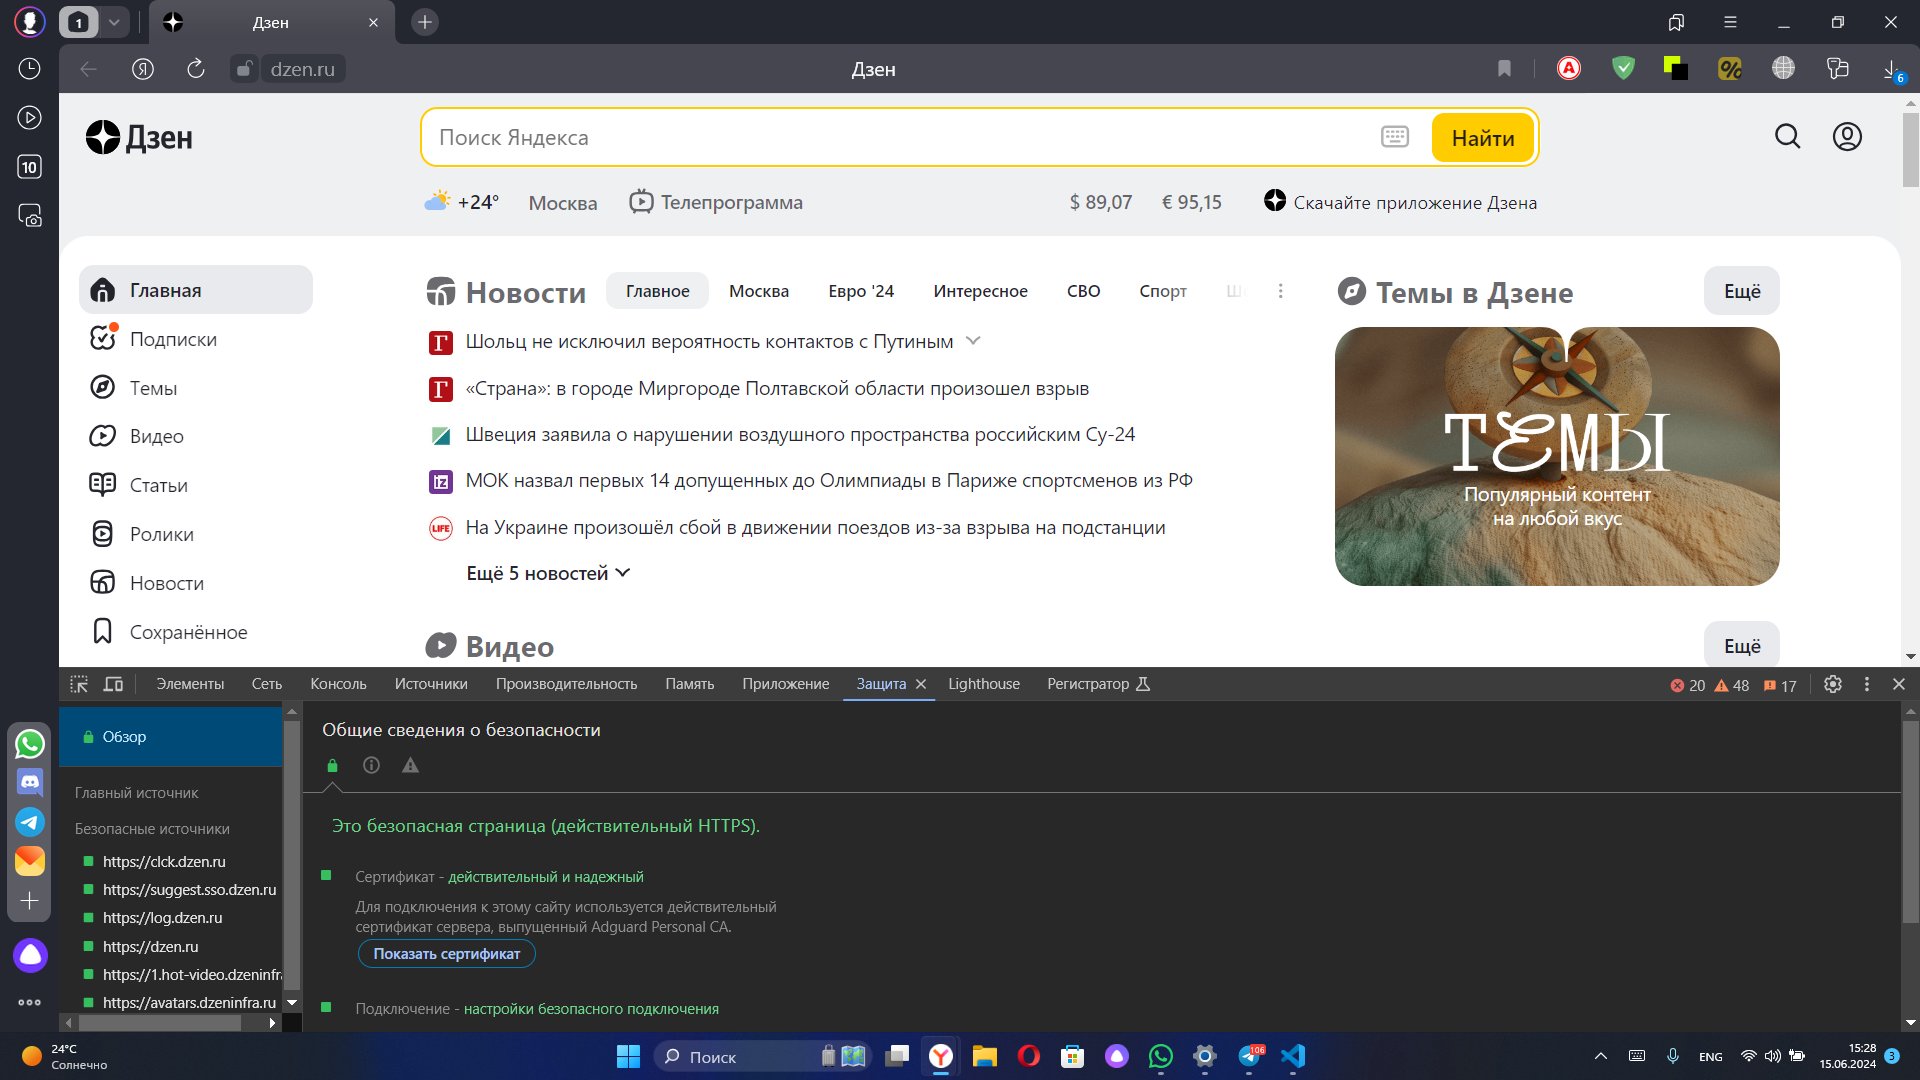 1
Дзен
dzen.ru
Дзен
6
10
Дзен
Поиск Яндекса
Найти
+24°
Москва
Телепрограмма
$ 89,07
€ 95,15
Скачайте приложение Дзена
Главная
Подписки
Темы
Видео
Статьи
Ролики
Новости
Сохранённое
Новости
Главное
Москва
Евро '24
Интересное
СВО
Спорт
Шольц не исключил вероятность контактов с Путиным
«Страна»: в городе Миргороде Полтавской области произошел взрыв
Швеция заявила о нарушении воздушного пространства российским Су-24
МОК назвал первых 14 допущенных до Олимпиады в Париже спортсменов из РФ
LIFE
На Украине произошёл сбой в движении поездов из-за взрыва на подстанции
Ещё 5 новостей
Темы в Дзене
Ещё
ТЕМЫ
Популярный контент
на любой вкус
Видео
Ещё
Элементы
Сеть
Консоль
Источники
Производительность
Память
Приложение
Защита
Lighthouse
Регистратор
20
48
17
Обзор
Главный источник
Безопасные источники
https://clck.dzen.ru
https://suggest.sso.dzen.ru
https://log.dzen.ru
https://dzen.ru
https://1.hot-video.dzeninfra
https://avatars.dzeninfra.ru
Общие сведения о безопасности
Это безопасная страница (действительный HTTPS).
Сертификат - действительный и надежный
Для подключения к этому сайту используется действительный
сертификат сервера, выпущенный Adguard Personal CA.
Показать сертификат
Подключение - настройки безопасного подключения
24°C
Солнечно
Поиск
106
ENG
15:28
15.06.2024
3